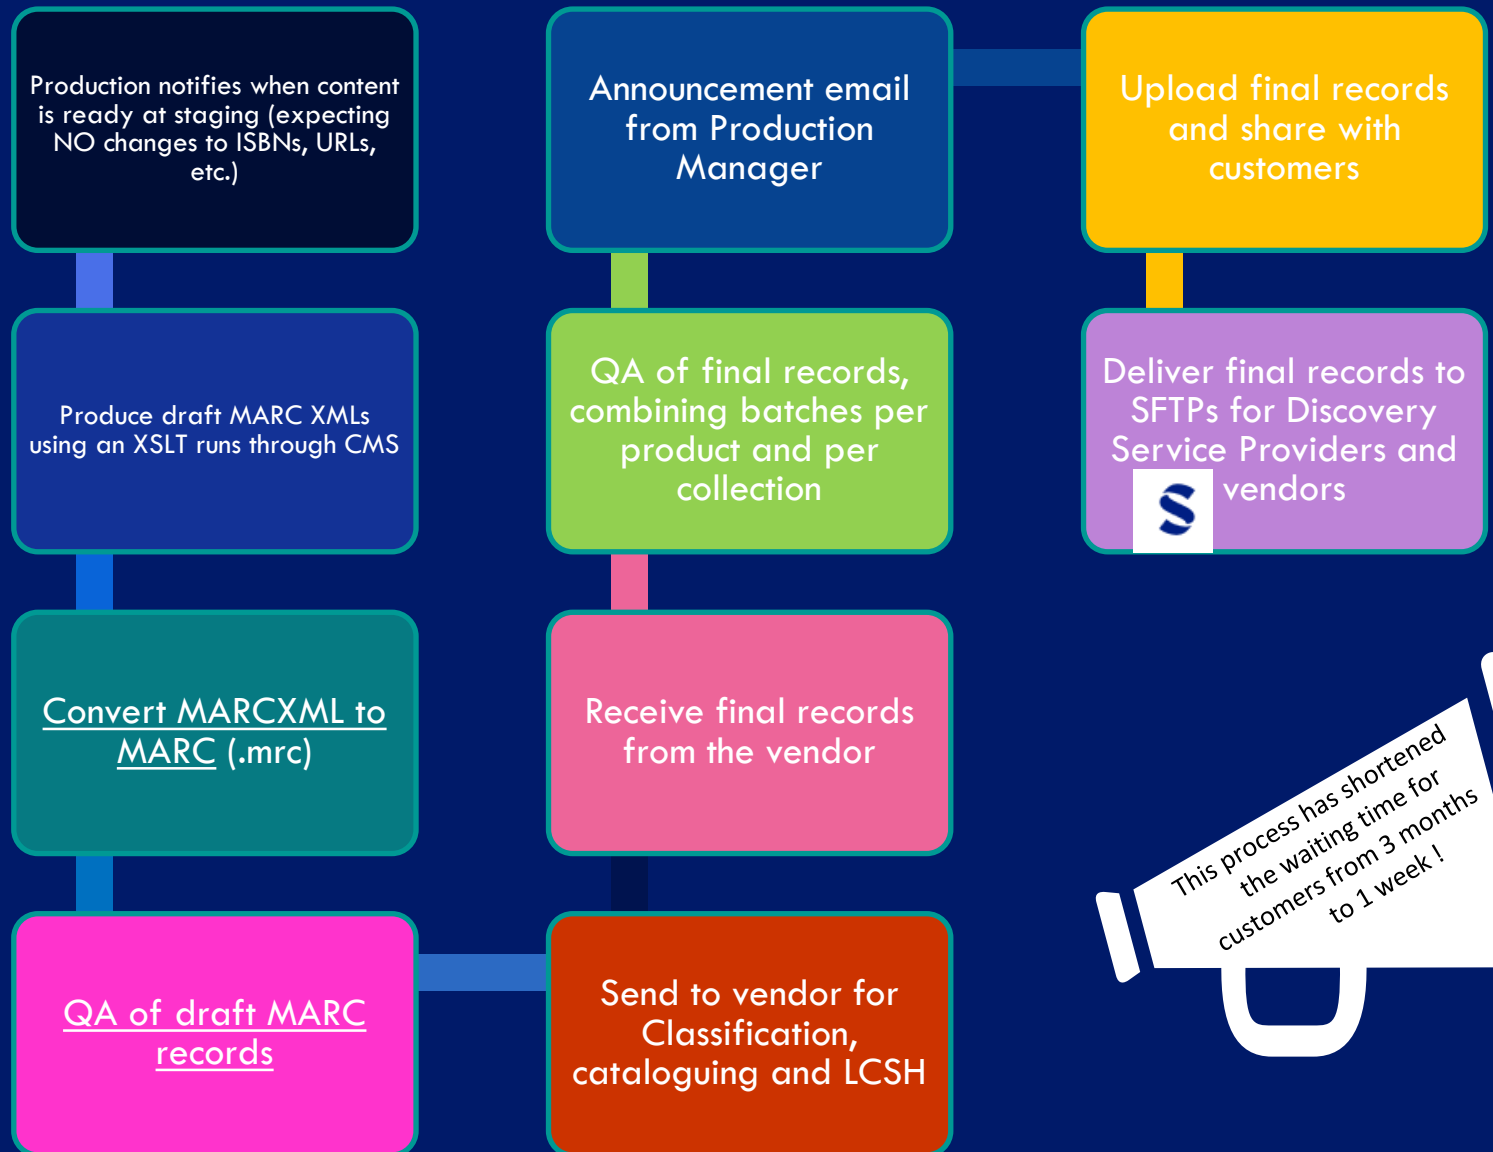 Production notifies when content
is ready at staging (expecting
NO changes to ISBNs, URLs,
etc.)
Produce draft MARC XMLs
using an XSLT runs through CMS
Convert MARCXML to
MARC (.mrc)
QA of draft MARC
records
Send to vendor for
Classification,
cataloguing and LCSH
Receive final records
from the vendor
QA of final records,
combining batches per
product and per
collection
Announcement email
from Production
Manager
Upload final records
and share with
customers
Deliver final records to
SFTPs for Discovery
Service Providers and
vendors
S
This process has shortened
the waiting time for
customers from 3 months
to 1 week !